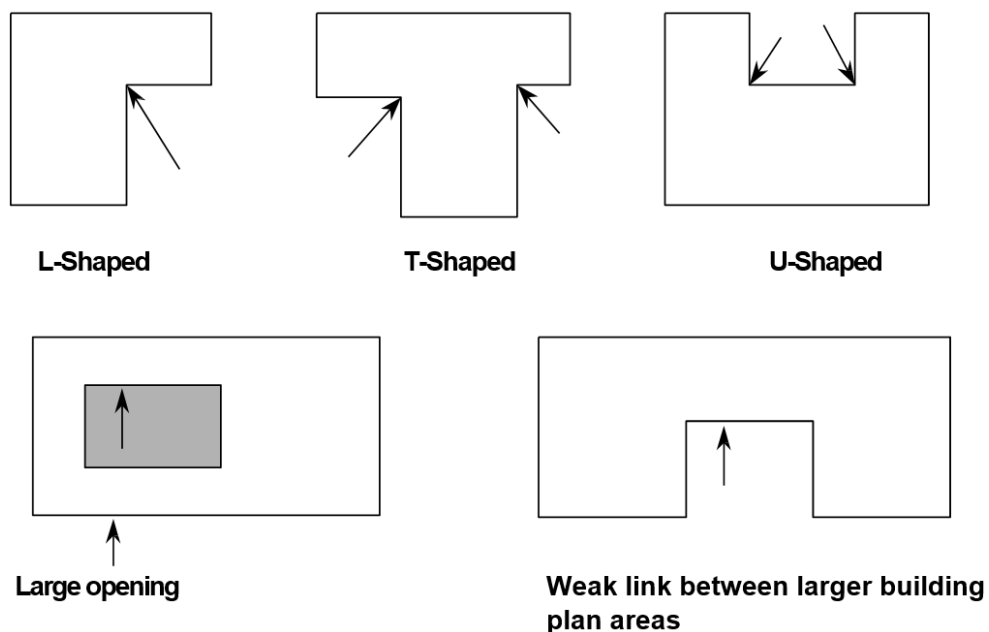 L-Shaped
T-Shaped
U-Shaped
Large opening
Weak link between larger building
plan areas